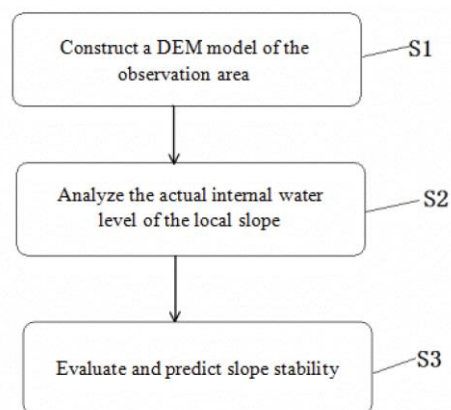 Construct a DEM model of the
observation area
S1
Analyze the actual internal water
level of the local slope
S2
Evaluate and predict slope stability
S3